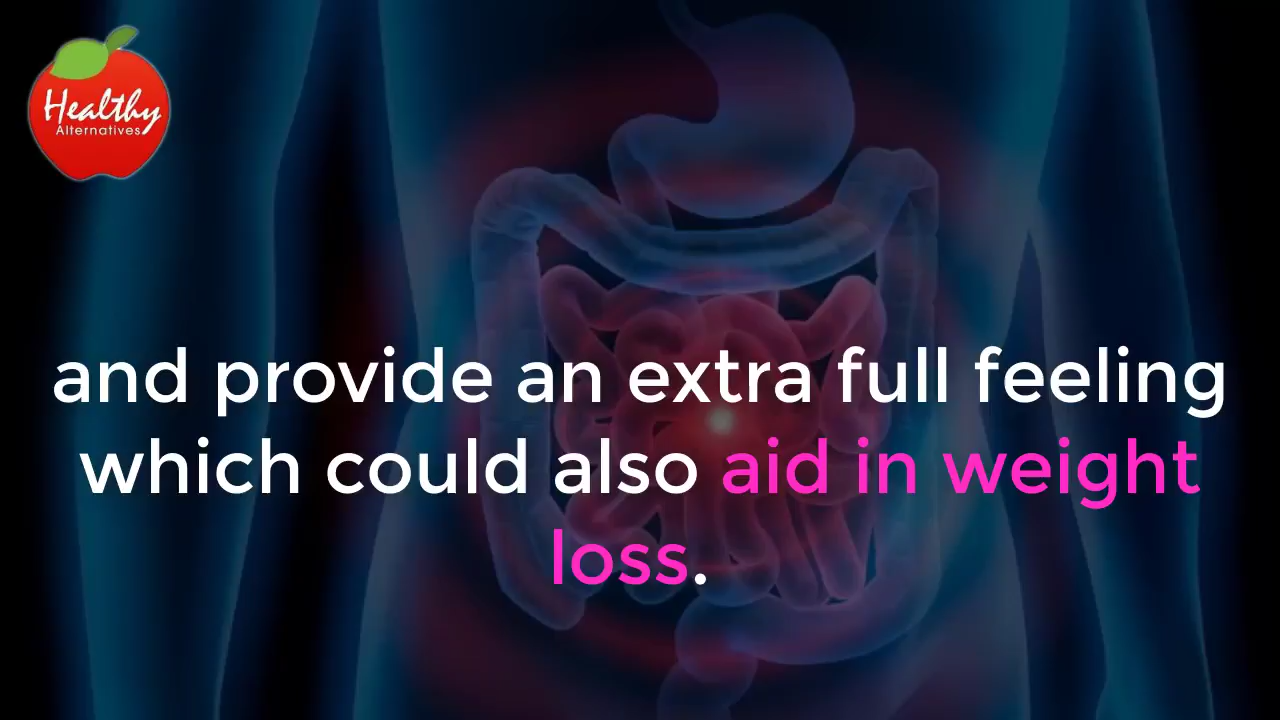 Healthy
Alternatives
and provide an extra full feeling
which could also aid in weight
loss.